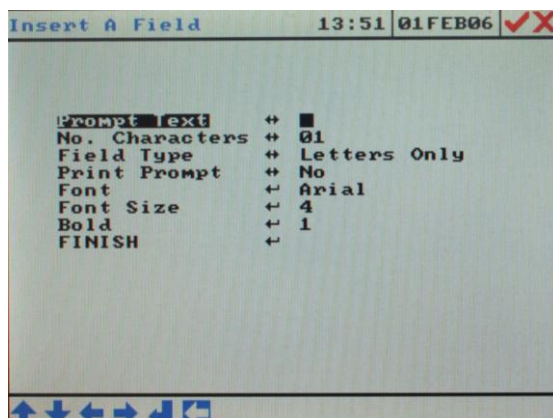 Insert A Field 13:51 01FEB06
Prompt Text ↔
No. Characters ↔ 01
Field Type ↔ Letters Only
Print Prompt ↔ No
Font ↵ Arial
Font Size ↵ 4
Bold ↵ 1
FINISH ↵